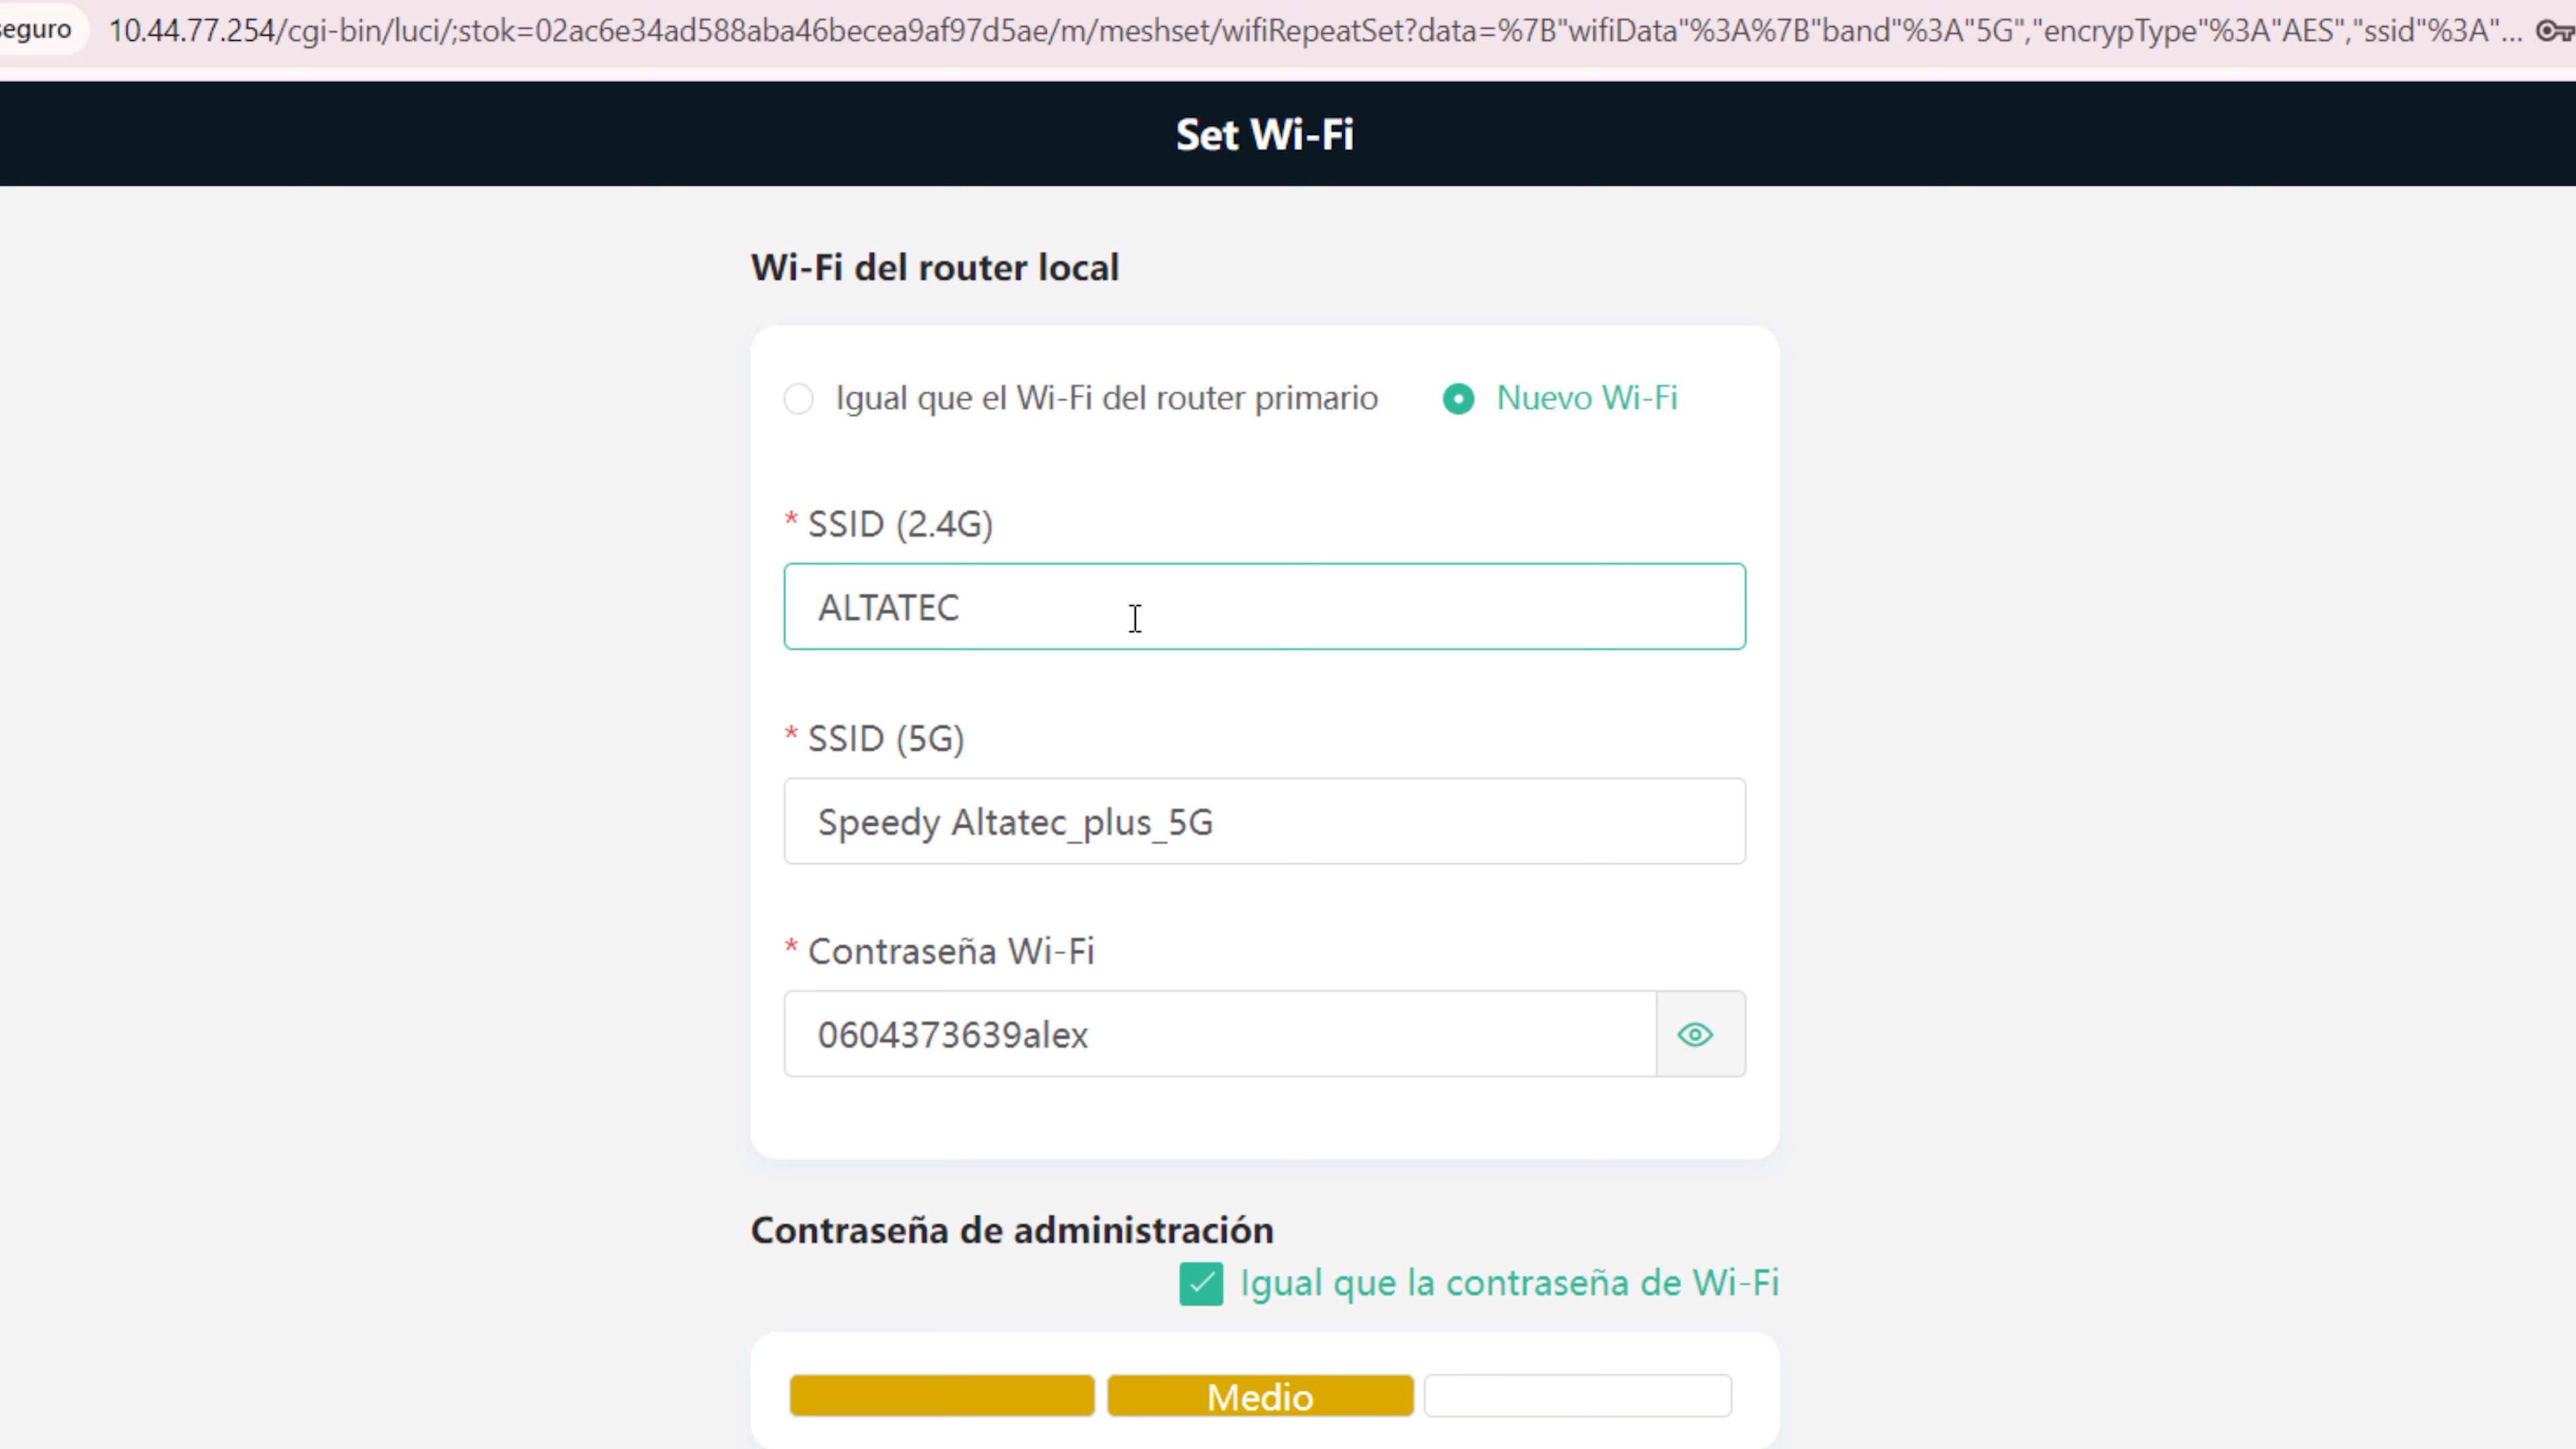 seguro 10.44.77.254/cgi-bin/luci/;stok=02ac6e34ad588aba46becea9af97d5ae/m/meshset/wifiRepeatSet?data=%7B"wifiData"%3A%7B"band"%3A"5G","encrypType"%3A"AES","ssid"%3A"...
Set Wi-Fi
Wi-Fi del router local
Igual que el Wi-Fi del router primario Nuevo Wi-Fi
* SSID (2.4G)
ALTATEC
* SSID (5G)
Speedy Altatec_plus_5G
* Contraseña Wi-Fi
0604373639alex
Contraseña de administración
Igual que la contraseña de Wi-Fi
Medio